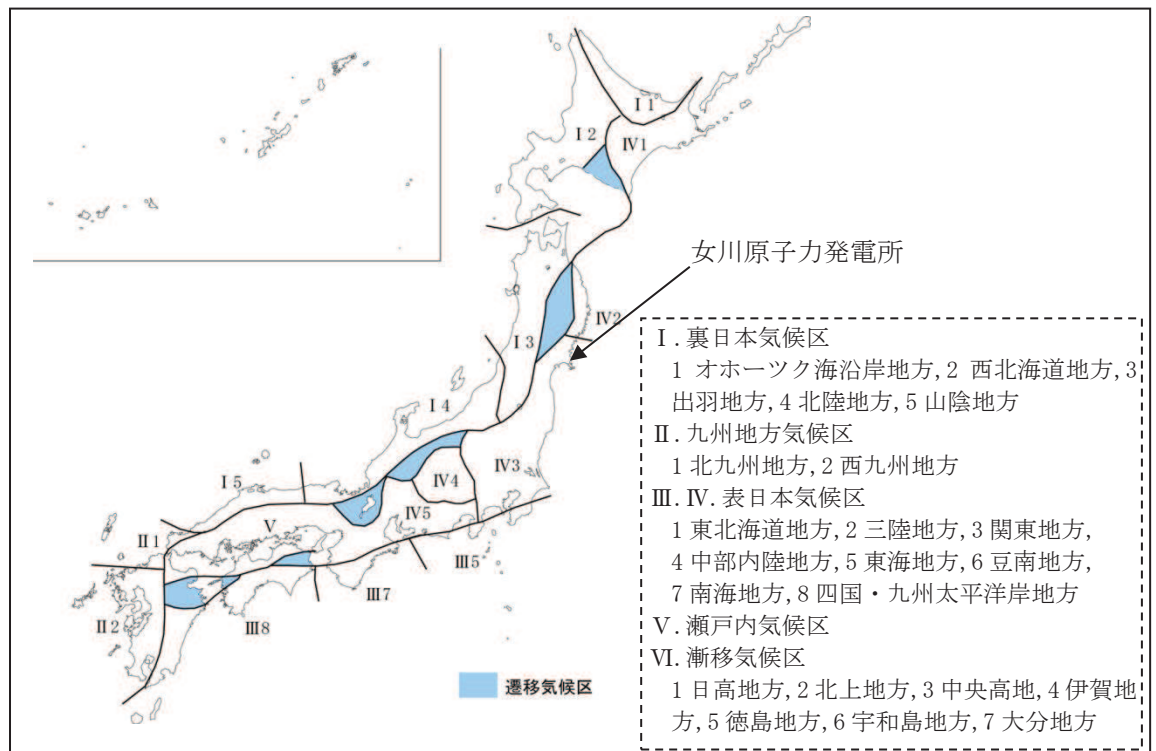 Ⅰ1
Ⅰ2
Ⅳ1
女川原子力発電所
Ⅳ2
Ⅰ3
Ⅰ4
Ⅳ3
Ⅳ4
Ⅰ5
Ⅳ5
Ⅴ
Ⅱ1
Ⅲ5
Ⅲ7
Ⅱ2
Ⅲ8
遷移気候区
Ⅰ.裏日本気候区
1 オホーツク海沿岸地方,2 西北海道地方,3
出羽地方,4 北陸地方,5 山陰地方
Ⅱ.九州地方気候区
1 北九州地方,2 西九州地方
Ⅲ.Ⅳ.表日本気候区
1 東北海道地方,2 三陸地方,3 関東地方,
4 中部内陸地方,5 東海地方,6 豆南地方,
7 南海地方,8 四国・九州太平洋岸地方
Ⅴ.瀬戸内気候区
Ⅵ.漸移気候区
1 日高地方,2 北上地方,3 中央高地,4 伊賀地
方,5 徳島地方,6 宇和島地方,7 大分地方